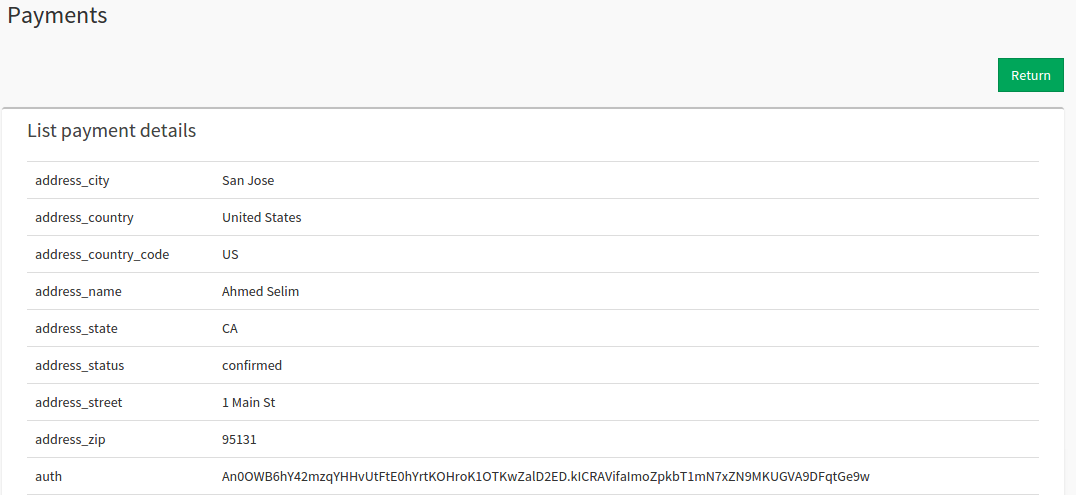 Payments
Return
List payment details
address_city San Jose
address_country United States
address_country_code US
address_name Ahmed Selim
address_state CA
address_status confirmed
address_street 1 Main St
address_zip 95131
auth An0OWB6hY42mzqYHHvUtFtE0hYrtKOHroK1OTKwZalD2ED.kICRAVifaImoZpkbT1mN7xZN9MKUGVA9DFqtGe9w